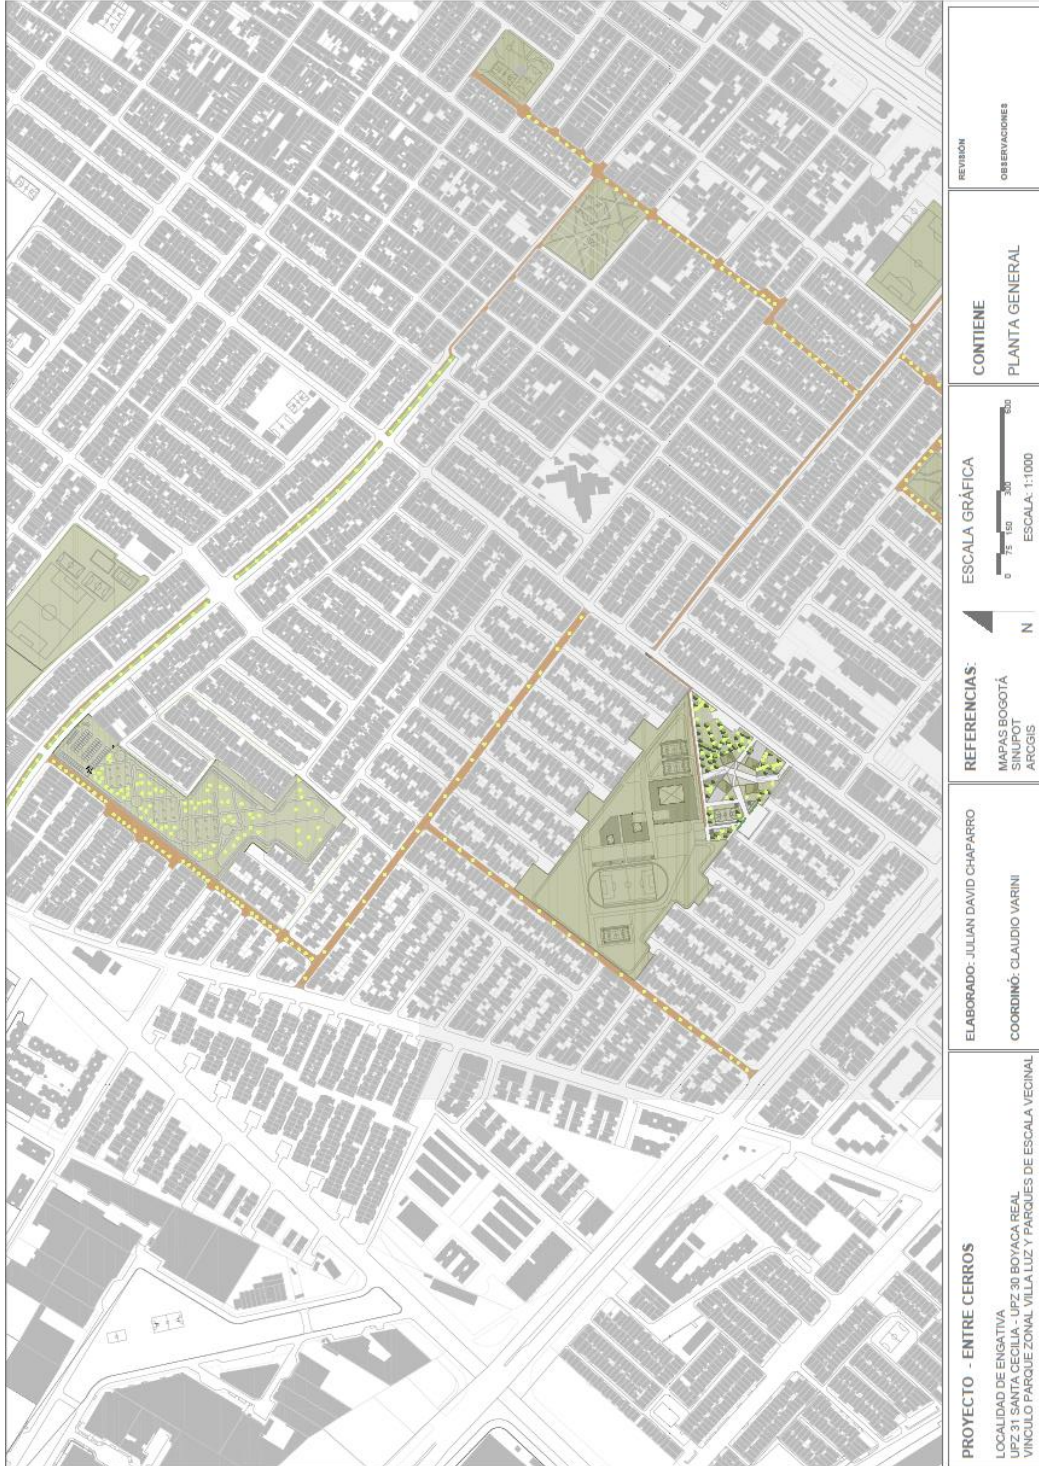 PROYECTO - ENTRE CERROS
LOCALIDAD DE ENGATIVA
UPZ 31 SANTA CECILIA - UPZ 30 BOYACA REAL
VINCULO PARQUE ZONAL VILLA LUZ Y PARQUES DE ESCALA VECINAL
ELABORADO: JULIAN DAVID CHAPARRO
COORDINÓ: CLAUDIO VARINI
REFERENCIAS:
MAPAS BOGOTÁ
SINUPOT
ARCGIS
N
ESCALA GRÁFICA
0 75 150 300 600
ESCALA: 1:1000
CONTIENE
PLANTA GENERAL
REVISIÓN
OBSERVACIONES